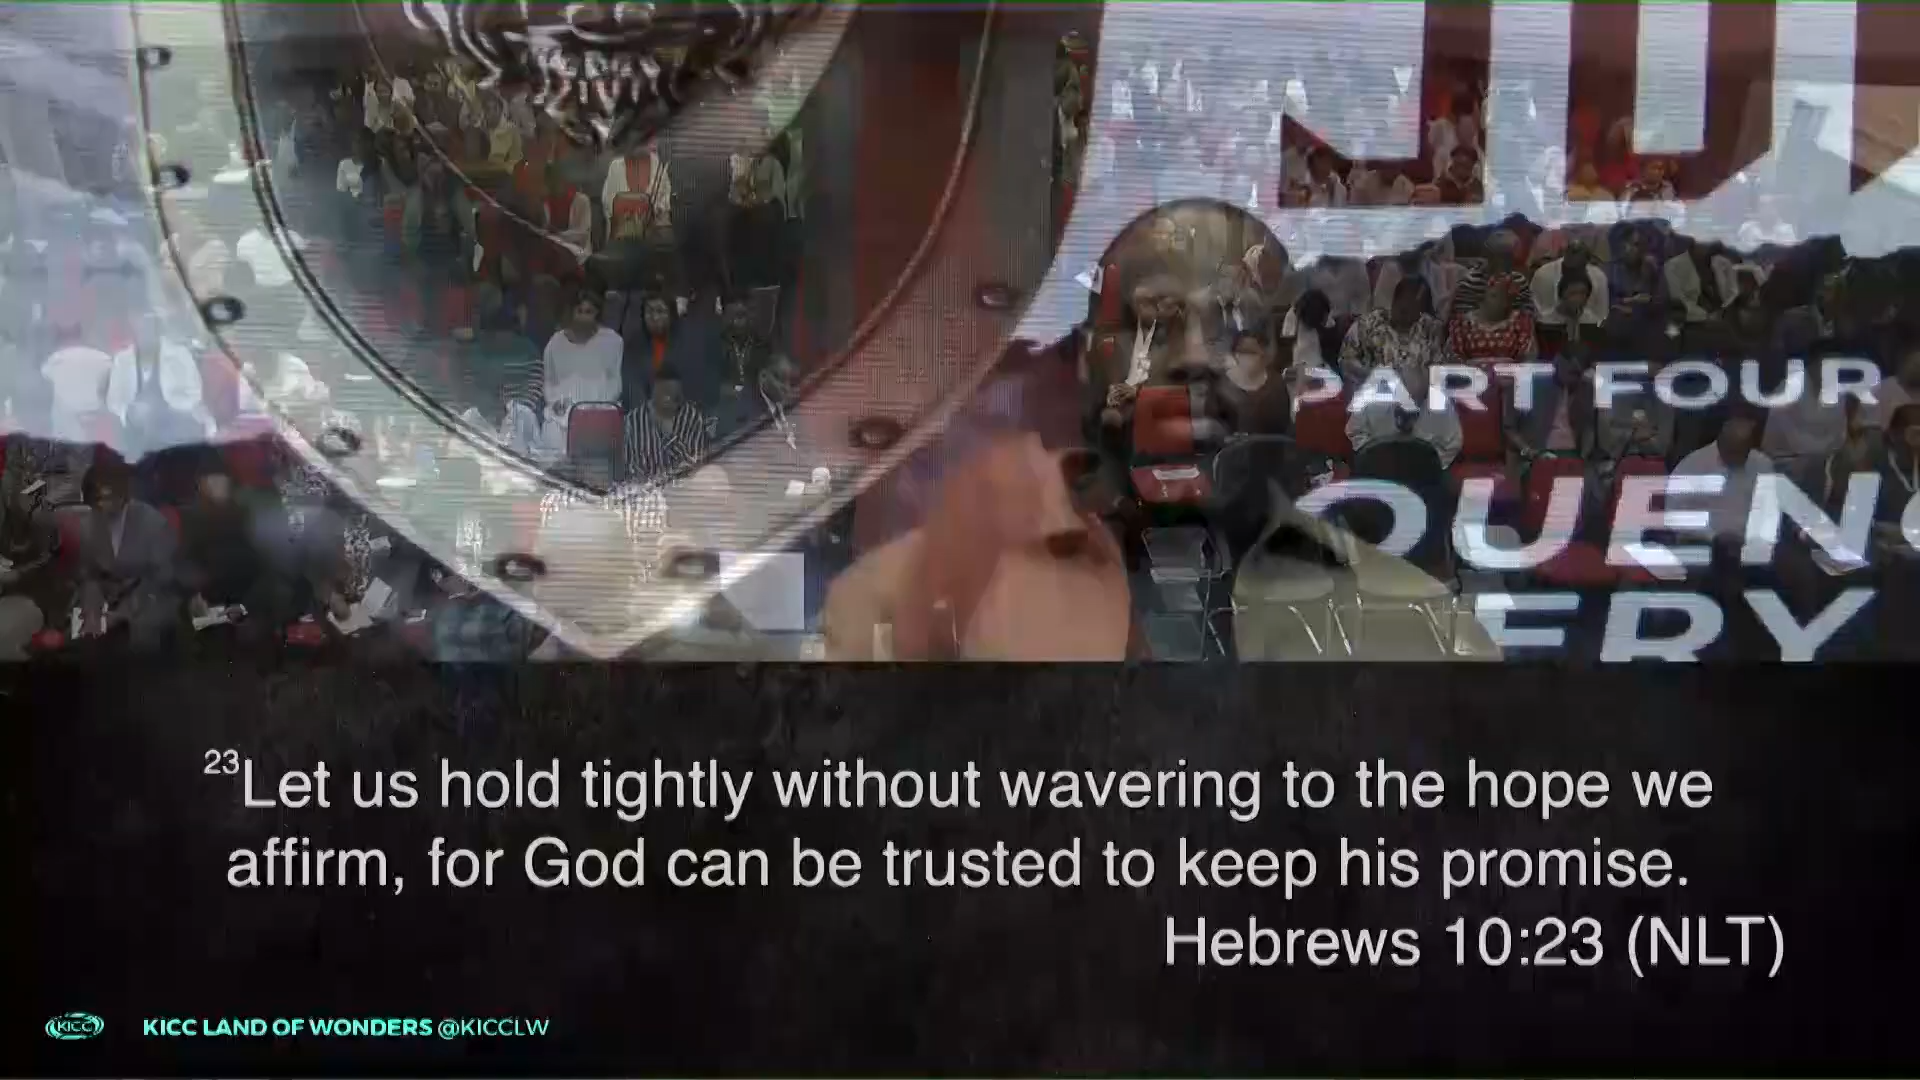 PART FOUR
²³Let us hold tightly without wavering to the hope we
affirm, for God can be trusted to keep his promise.
Hebrews 10:23 (NLT)
KICC
KICC LAND OF WONDERS @KICCLW